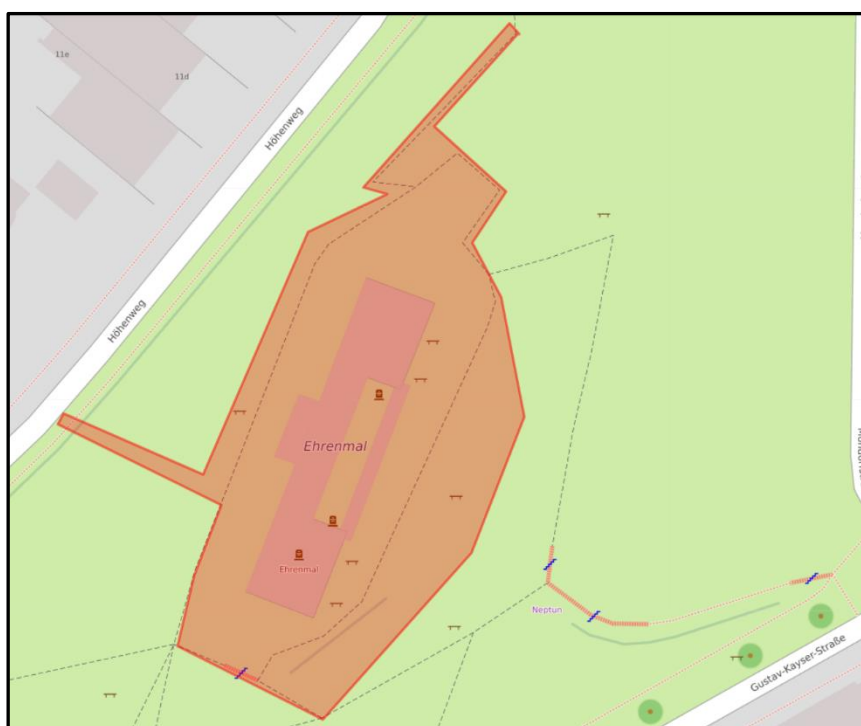 11e
11d
Höhenweg
Höhenweg
Ehrenmal
Ehrenmal
Neptun
Gustav-Kayser-Straße